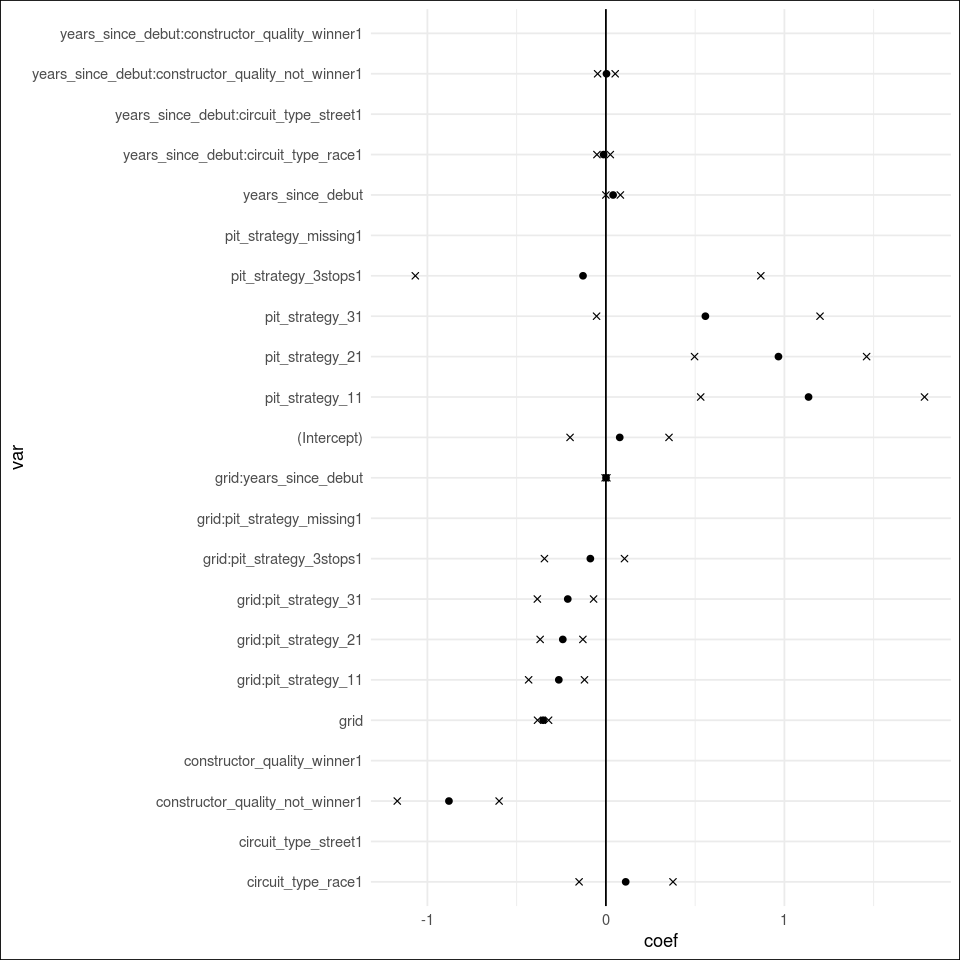 years_since_debut:constructor_quality_winner1
years_since_debut:constructor_quality_not_winner1
years_since_debut:circuit_type_street1
years_since_debut:circuit_type_race1
years_since_debut
pit_strategy_missing1
pit_strategy_3stops1
pit_strategy_31
pit_strategy_21
pit_strategy_11
(Intercept)
grid:years_since_debut
grid:pit_strategy_missing1
grid:pit_strategy_3stops1
grid:pit_strategy_31
grid:pit_strategy_21
grid:pit_strategy_11
grid
constructor_quality_winner1
constructor_quality_not_winner1
circuit_type_street1
circuit_type_race1
var
-1 0 1
coef